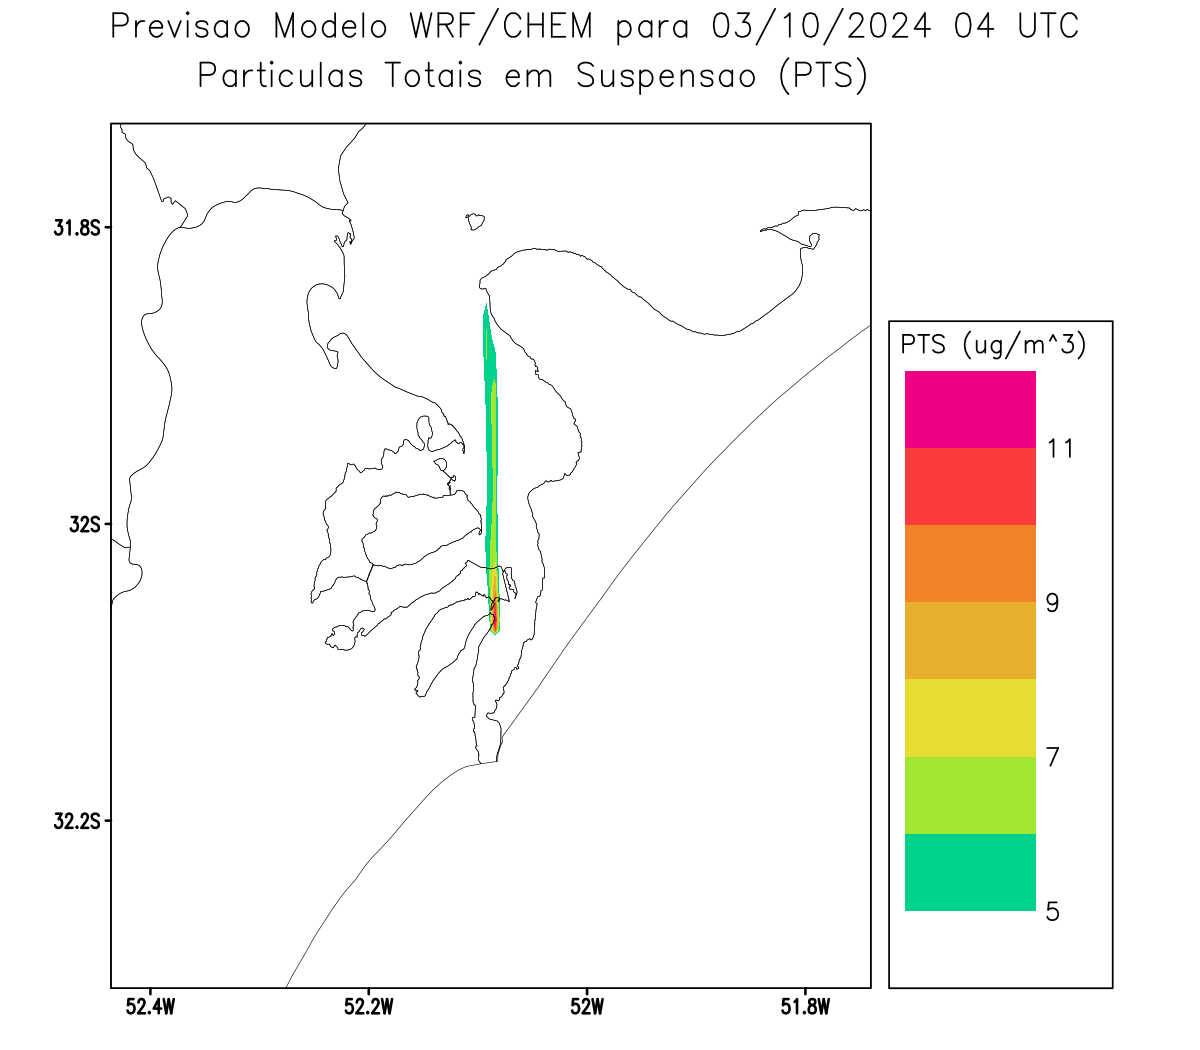 Previsao Modelo WRF/CHEM para 03/10/2024 04 UTC
Particulas Totais em Suspensao (PTS)
31.8S
32S
32.2S
52.4W
52.2W
52W
51.8W
PTS (ug/m^3)
11
9
7
5